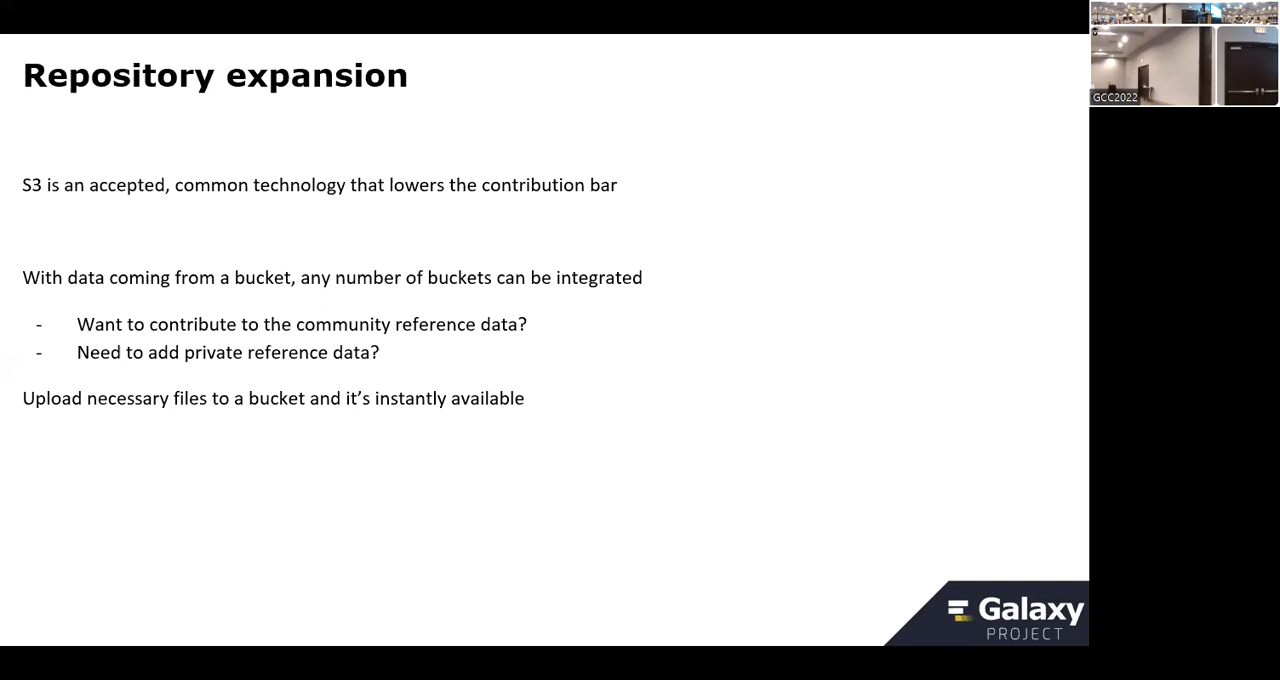 Repository expansion
S3 is an accepted, common technology that lowers the contribution bar
With data coming from a bucket, any number of buckets can be integrated
- Want to contribute to the community reference data?
- Need to add private reference data?
Upload necessary files to a bucket and it’s instantly available
Galaxy
PROJECT
GCC2022